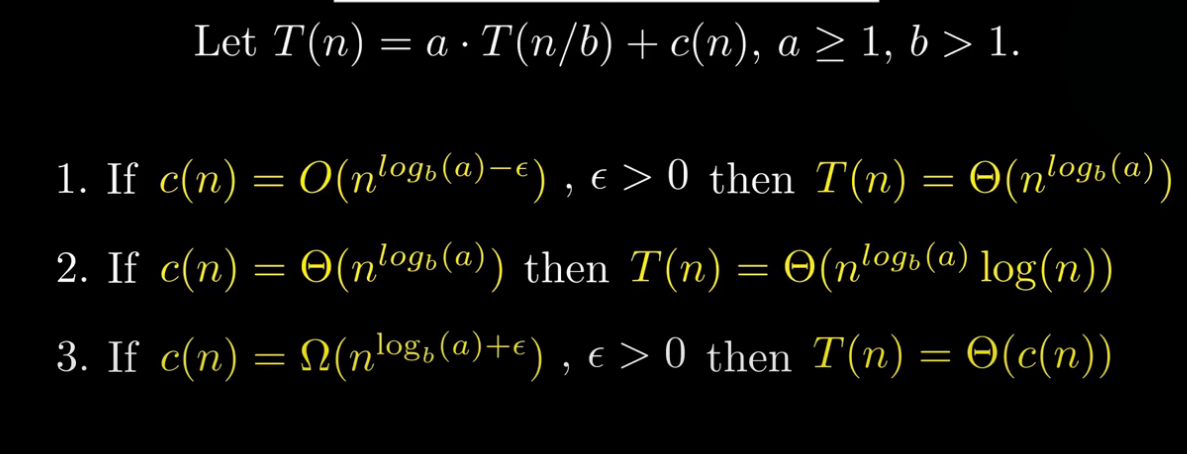 Let T(n) = a · T(n/b) + c(n), a ≥ 1, b > 1.
1. If c(n) = O(n^{log_b(a)−ϵ}) , ϵ > 0 then T(n) = Θ(n^{log_b(a)})
2. If c(n) = Θ(n^{log_b(a)}) then T(n) = Θ(n^{log_b(a)} log(n))
3. If c(n) = Ω(n^{log_b(a)+ϵ}) , ϵ > 0 then T(n) = Θ(c(n))